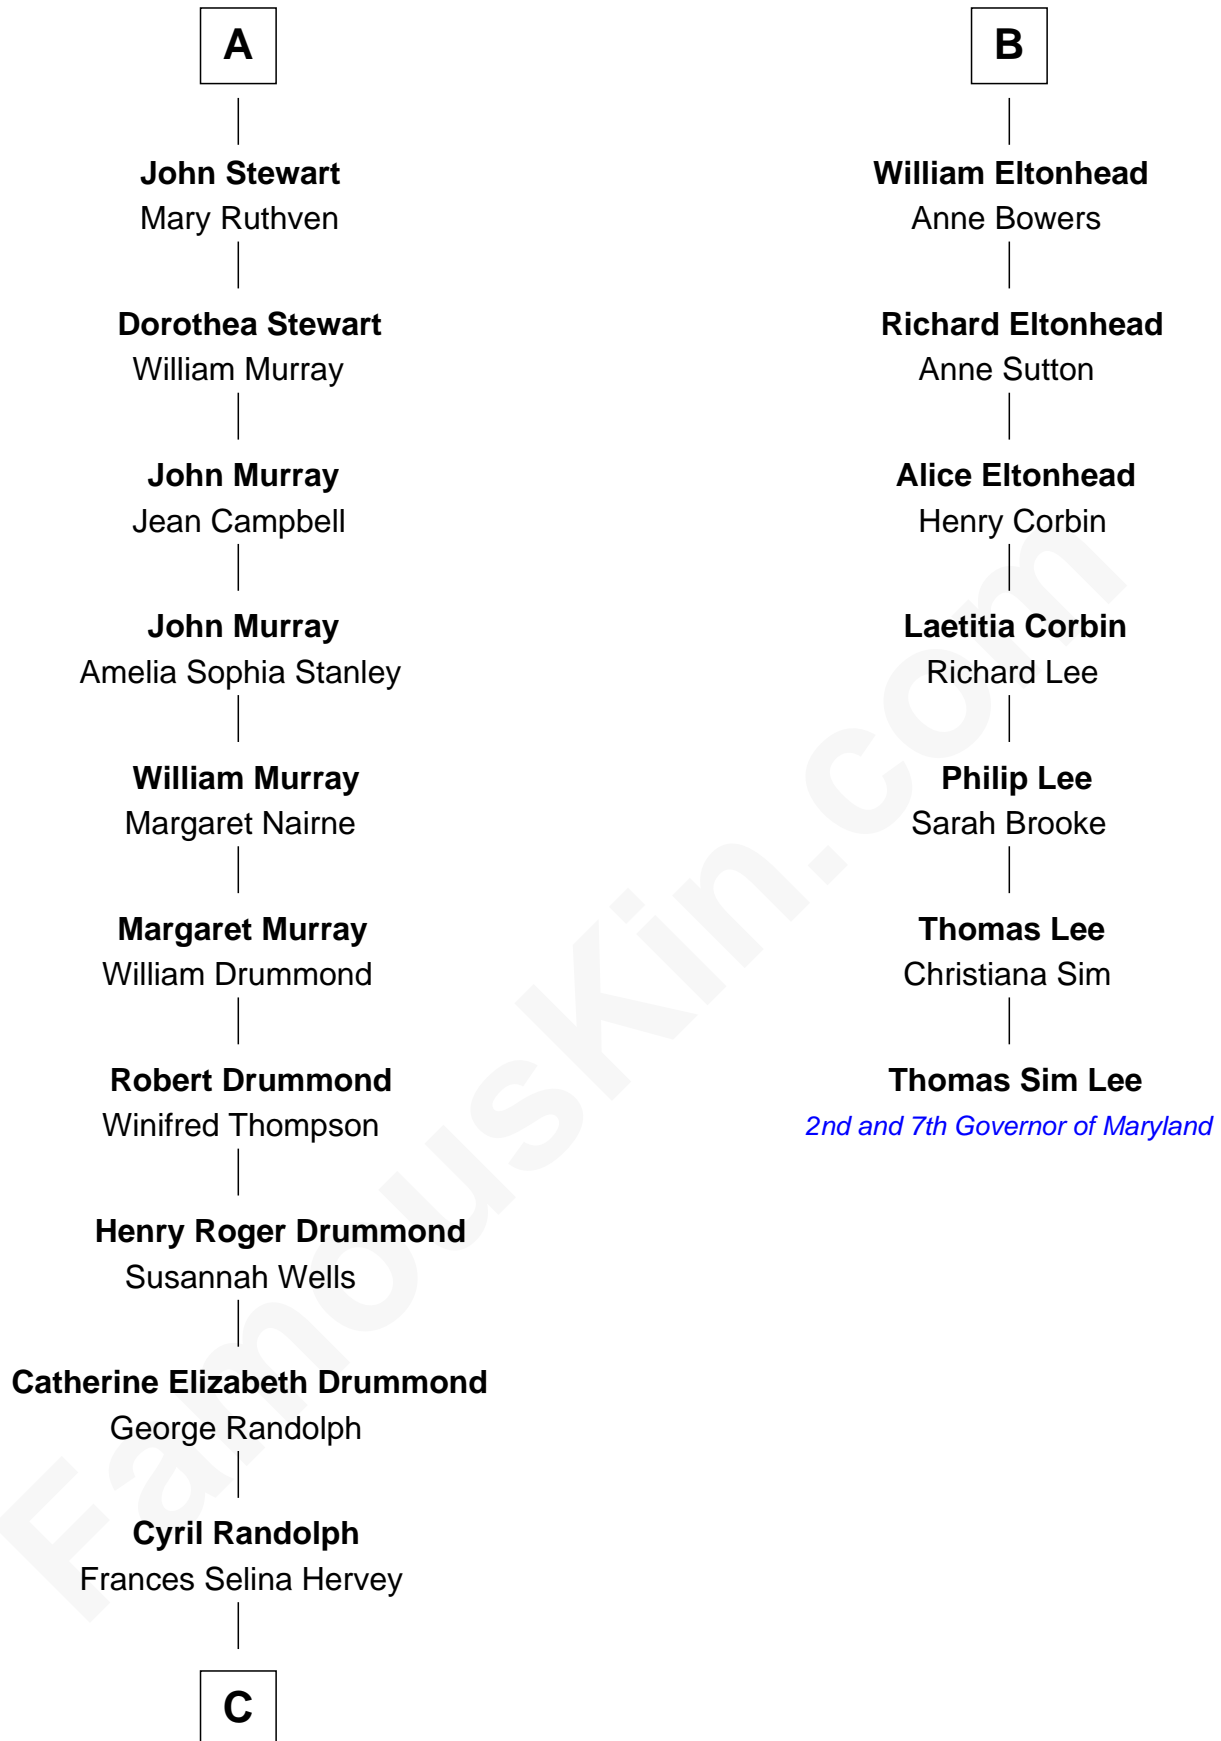 A
John Stewart
Mary Ruthven
Dorothea Stewart
William Murray
John Murray
Jean Campbell
John Murray
Amelia Sophia Stanley
William Murray
Margaret Nairne
Margaret Murray
William Drummond
Robert Drummond
Winifred Thompson
Henry Roger Drummond
Susannah Wells
Catherine Elizabeth Drummond
George Randolph
Cyril Randolph
Frances Selina Hervey
C
B
William Eltonhead
Anne Bowers
Richard Eltonhead
Anne Sutton
Alice Eltonhead
Henry Corbin
Laetitia Corbin
Richard Lee
Philip Lee
Sarah Brooke
Thomas Lee
Christiana Sim
Thomas Sim Lee
2nd and 7th Governor of Maryland
FamousKin.com